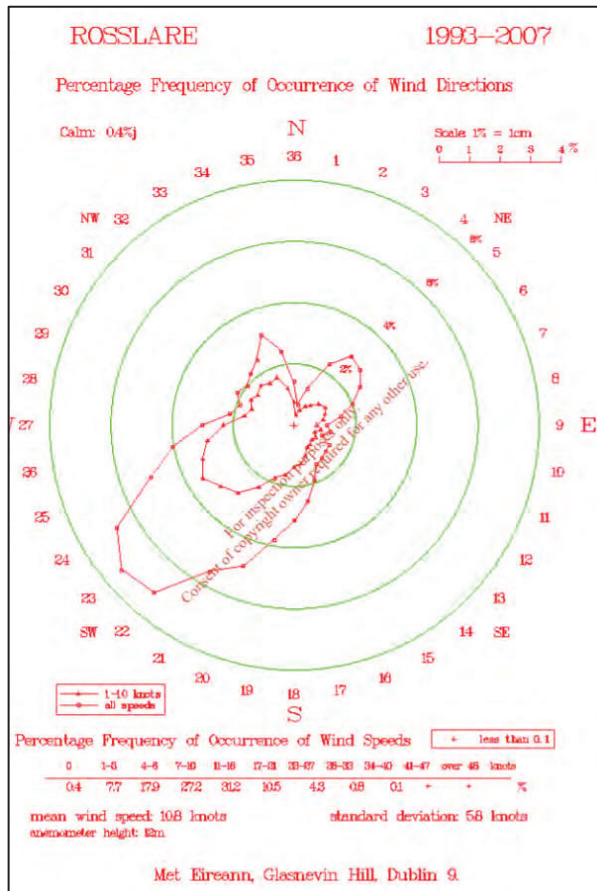 ROSSLARE 1993-2007
Percentage Frequency of Occurrence of Wind Directions
Calm: 0.4%j
N
Scale: 1% = 1cm
0 1 2 3 4 %
35 36 1
34 2
33 3
NW 32 4 NE
31 5
8%
30 6
6%
29 7
4%
28 8
2%
27 9 E
26 10
25 11
24 12
23 13
SW 22 14 SE
21 15
20 19 18 17 16
S
For inspection purposes only.
Consent of copyright owner required for any other use.
1-10 knots
all speeds
Percentage Frequency of Occurrence of Wind Speeds
+ less than 0.1
0 1-3 4-6 7-10 11-16 17-21 22-27 28-33 34-40 41-47 over 48 knots
0.4 7.7 17.9 27.2 31.2 10.5 4.3 0.8 0.1 + + %
mean wind speed: 10.8 knots standard deviation: 5.8 knots
anemometer height: 12m
Met Eireann, Glasnevin Hill, Dublin 9.